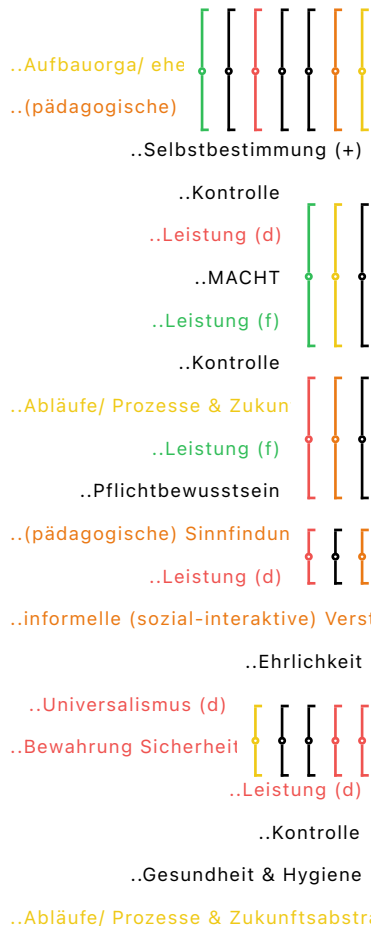 ..Aufbauorga/ ehe
..(pädagogische)
..Selbstbestimmung (+)
..Kontrolle
..Leistung (d)
..MACHT
..Leistung (f)
..Kontrolle
..Abläufe/ Prozesse & Zukun
..Leistung (f)
..Pflichtbewusstsein
..(pädagogische) Sinnfindun
..Leistung (d)
..informelle (sozial-interaktive) Verst
..Ehrlichkeit
..Universalismus (d)
..Bewahrung Sicherheit
..Leistung (d)
..Kontrolle
..Gesundheit & Hygiene
..Abläufe/ Prozesse & Zukunftsabstra